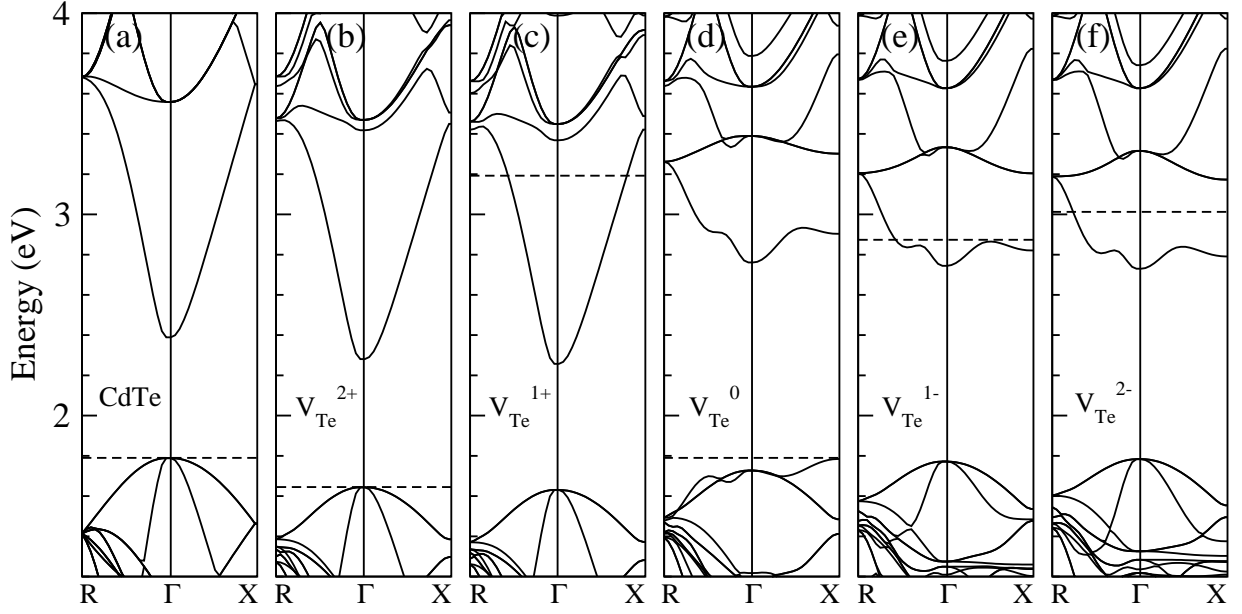 4
(a) (b) (c) (d) (e) (f)
3
Energy (eV)
CdTe V_Te^2+ V_Te^1+ V_Te^0 V_Te^1- V_Te^2-
2
R Γ X R Γ X R Γ X R Γ X R Γ X R Γ X